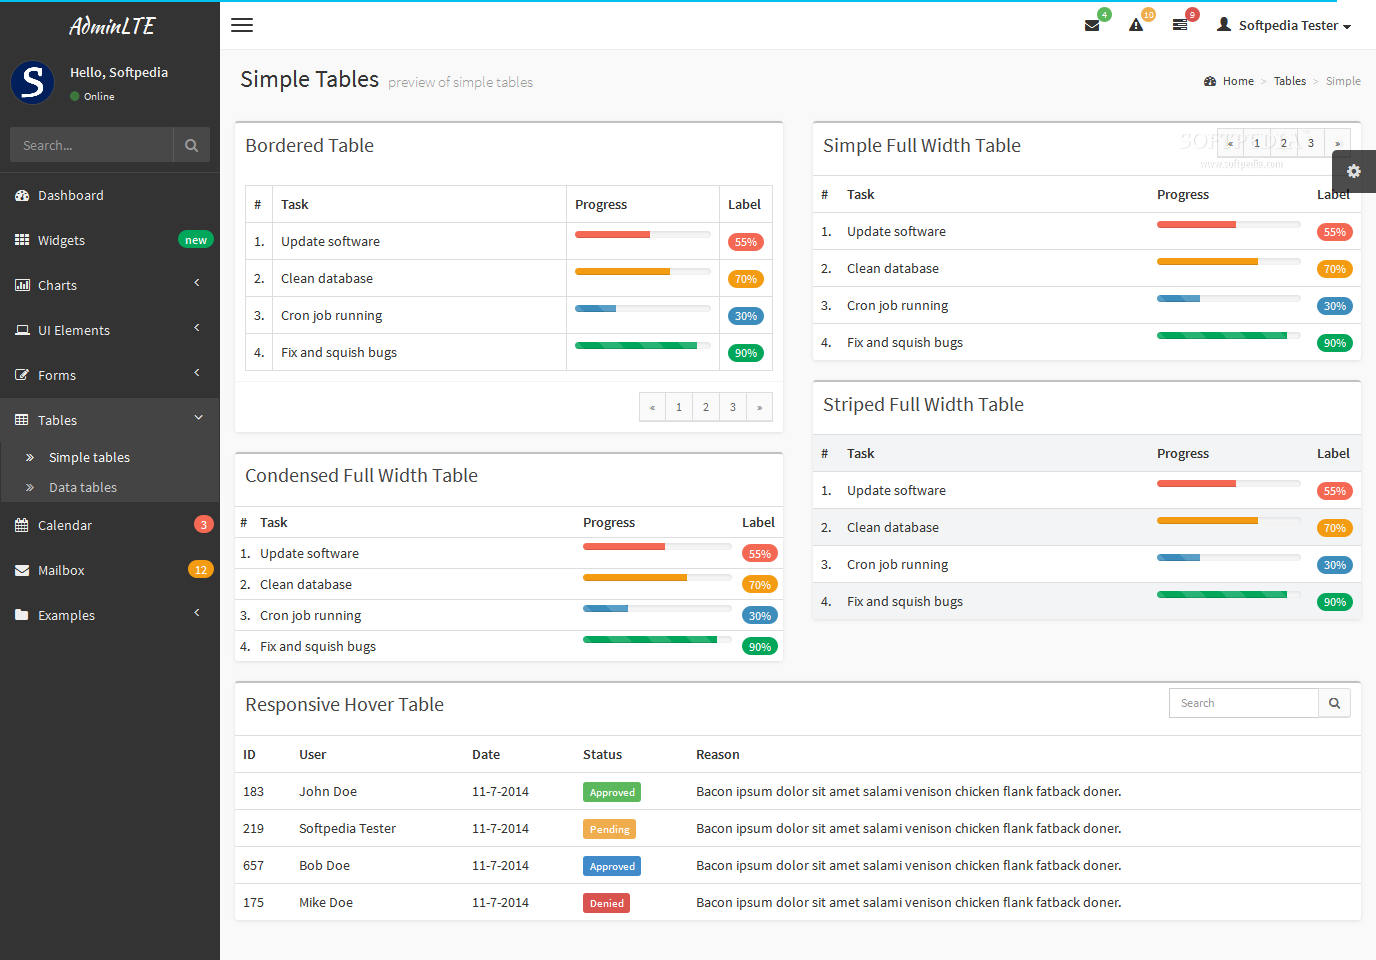 AdminLTE
4
10
9
Softpedia Tester
S
Hello, Softpedia
Online
Search...
Dashboard
Widgets new
Charts
UI Elements
Forms
Tables
Simple tables
Data tables
Calendar 3
Mailbox 12
Examples
Simple Tables preview of simple tables
Home > Tables > Simple
Bordered Table
# Task Progress Label
1. Update software 55%
2. Clean database 70%
3. Cron job running 30%
4. Fix and squish bugs 90%
« 1 2 3 »
Condensed Full Width Table
# Task Progress Label
1. Update software 55%
2. Clean database 70%
3. Cron job running 30%
4. Fix and squish bugs 90%
Simple Full Width Table
« 1 2 3 »
SOFTPEDIA
www.softpedia.com
# Task Progress Label
1. Update software 55%
2. Clean database 70%
3. Cron job running 30%
4. Fix and squish bugs 90%
Striped Full Width Table
# Task Progress Label
1. Update software 55%
2. Clean database 70%
3. Cron job running 30%
4. Fix and squish bugs 90%
Responsive Hover Table
Search
ID User Date Status Reason
183 John Doe 11-7-2014 Approved Bacon ipsum dolor sit amet salami venison chicken flank fatback doner.
219 Softpedia Tester 11-7-2014 Pending Bacon ipsum dolor sit amet salami venison chicken flank fatback doner.
657 Bob Doe 11-7-2014 Approved Bacon ipsum dolor sit amet salami venison chicken flank fatback doner.
175 Mike Doe 11-7-2014 Denied Bacon ipsum dolor sit amet salami venison chicken flank fatback doner.